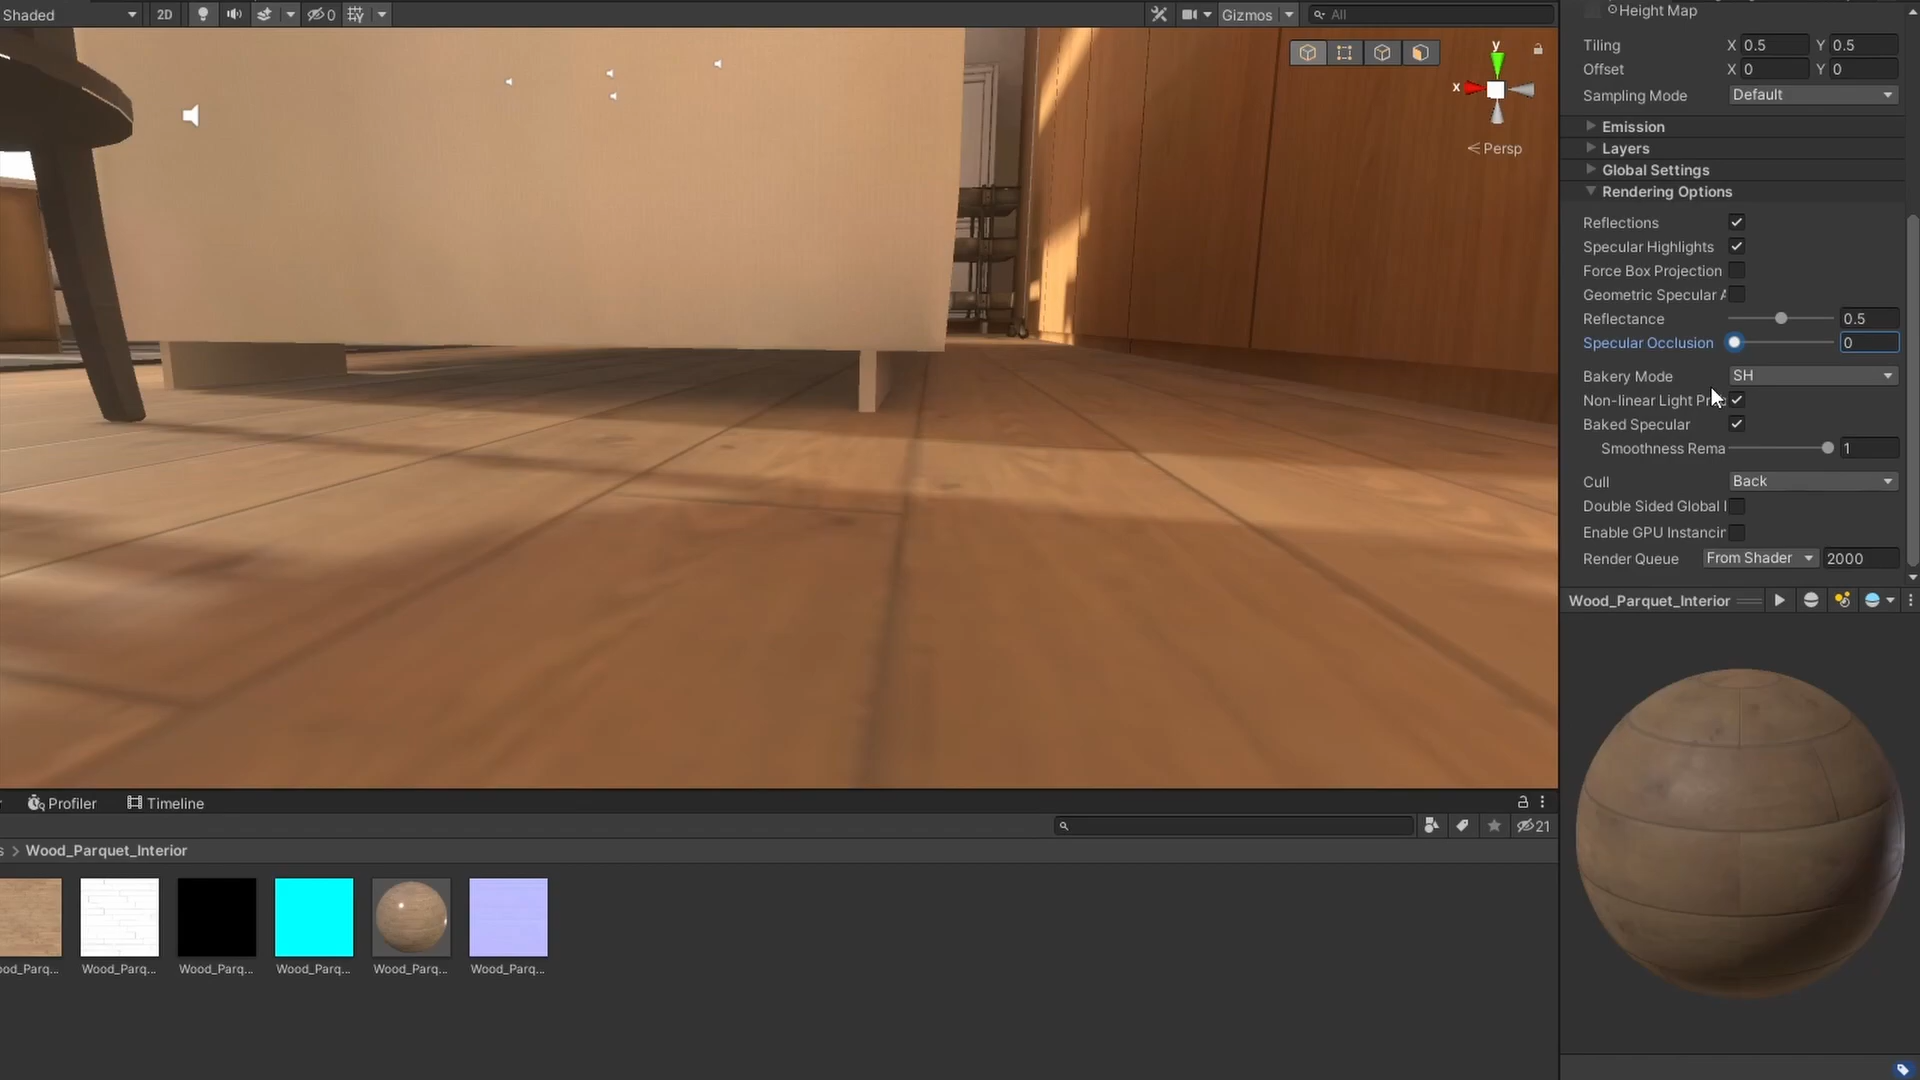 Shaded 2D 0 Gizmos All
Height Map
Tiling X 0.5 Y 0.5
Offset X 0 Y 0
Sampling Mode Default
Emission
Layers
Global Settings
Rendering Options
Reflections
Specular Highlights
Force Box Projection
Geometric Specular A
Reflectance 0.5
Specular Occlusion 0
Bakery Mode SH
Non-linear Light
Baked Specular
Smoothness Rema 1
Cull Back
Double Sided Global I
Enable GPU Instancin
Render Queue From Shader 2000
Wood_Parquet_Interior
y
x
< Persp
Profiler Timeline
21
s > Wood_Parquet_Interior
ood_Parq... Wood_Parq... Wood_Parq... Wood_Parq... Wood_Parq... Wood_Parq...